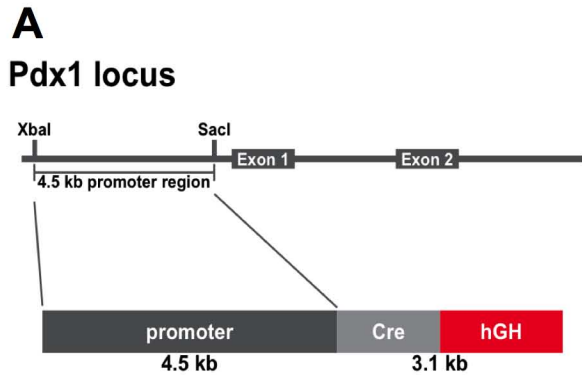 A
Pdx1 locus
XbaI SacI
Exon 1 Exon 2
4.5 kb promoter region
promoter Cre hGH
4.5 kb 3.1 kb